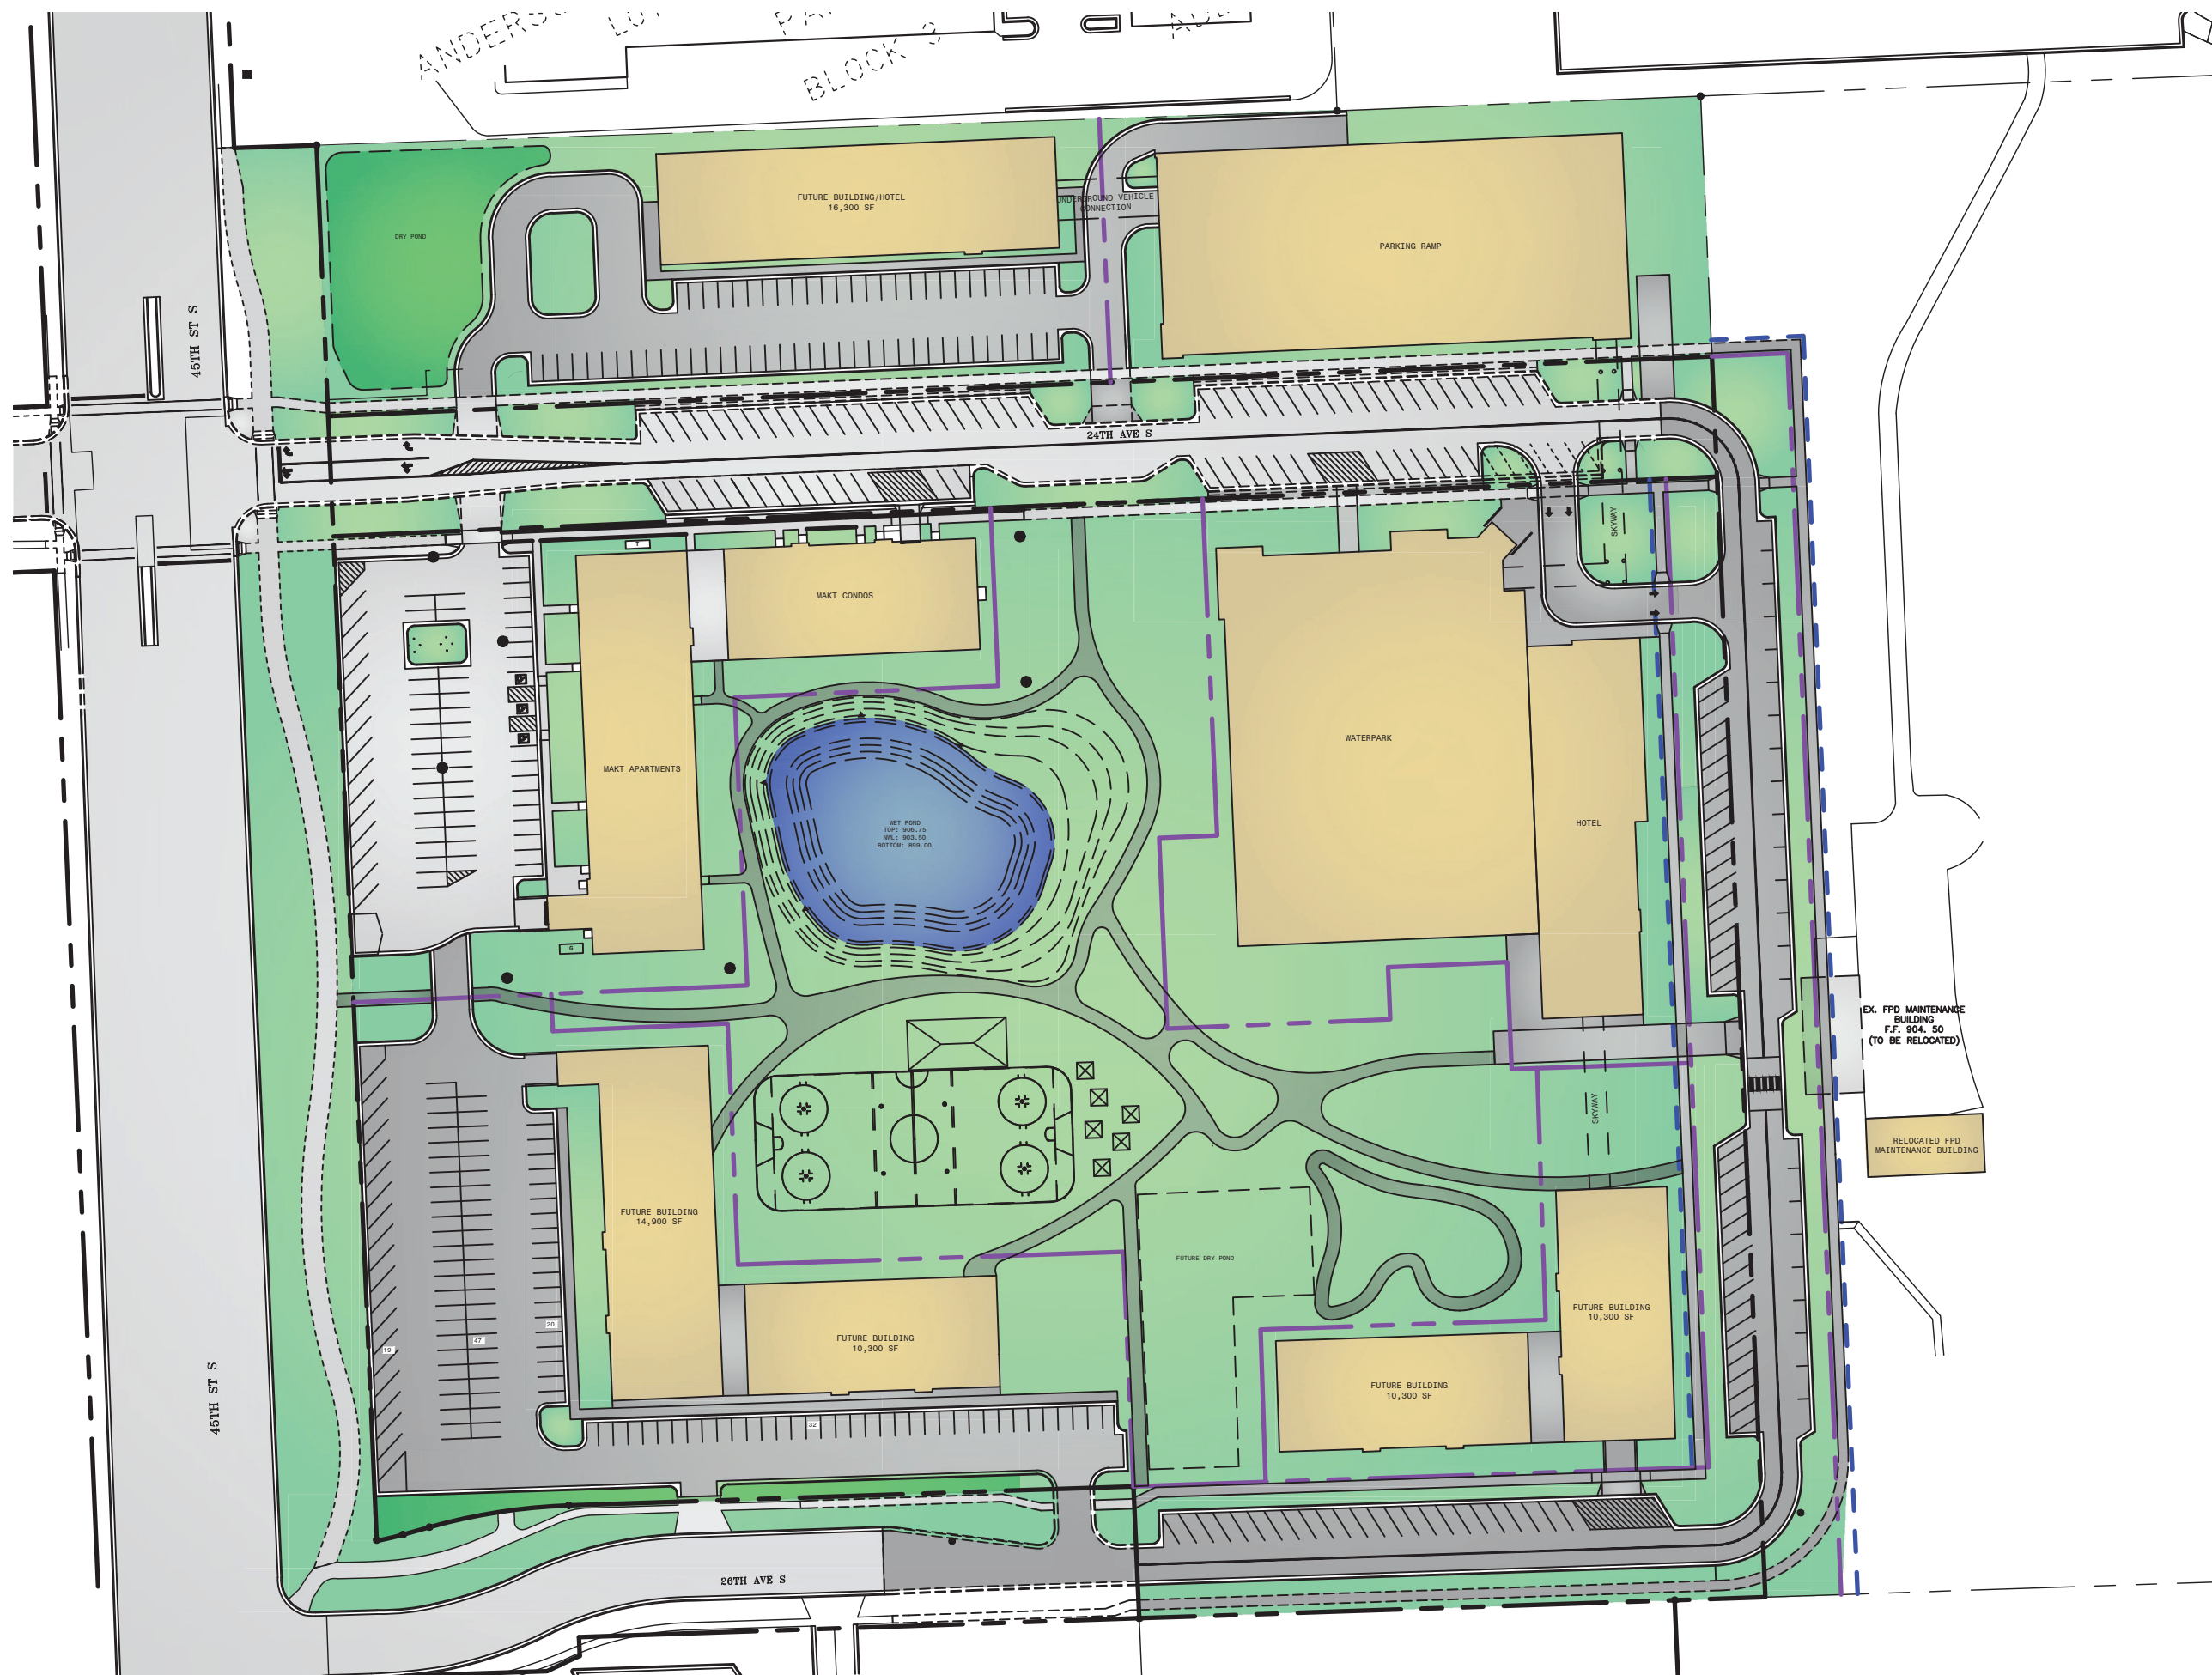 BLOCK 3
45TH ST S
DRY POND
FUTURE BUILDING/HOTEL
16,300 SF
UNDERGROUND VEHICLE
CONNECTION
PARKING RAMP
24TH AVE S
SKYWAY
MAKT CONDOS
MAKT APARTMENTS
WATERPARK
HOTEL
WET POND
TOP: 906.75
NWL: 903.50
BOTTOM: 899.00
G
EX. FPD MAINTENANCE
BUILDING
F.F. 904. 50
(TO BE RELOCATED)
SKYWAY
RELOCATED FPD
MAINTENANCE BUILDING
FUTURE BUILDING
14,900 SF
FUTURE DRY POND
FUTURE BUILDING
10,300 SF
FUTURE BUILDING
10,300 SF
FUTURE BUILDING
10,300 SF
19
47
20
32
45TH ST S
26TH AVE S